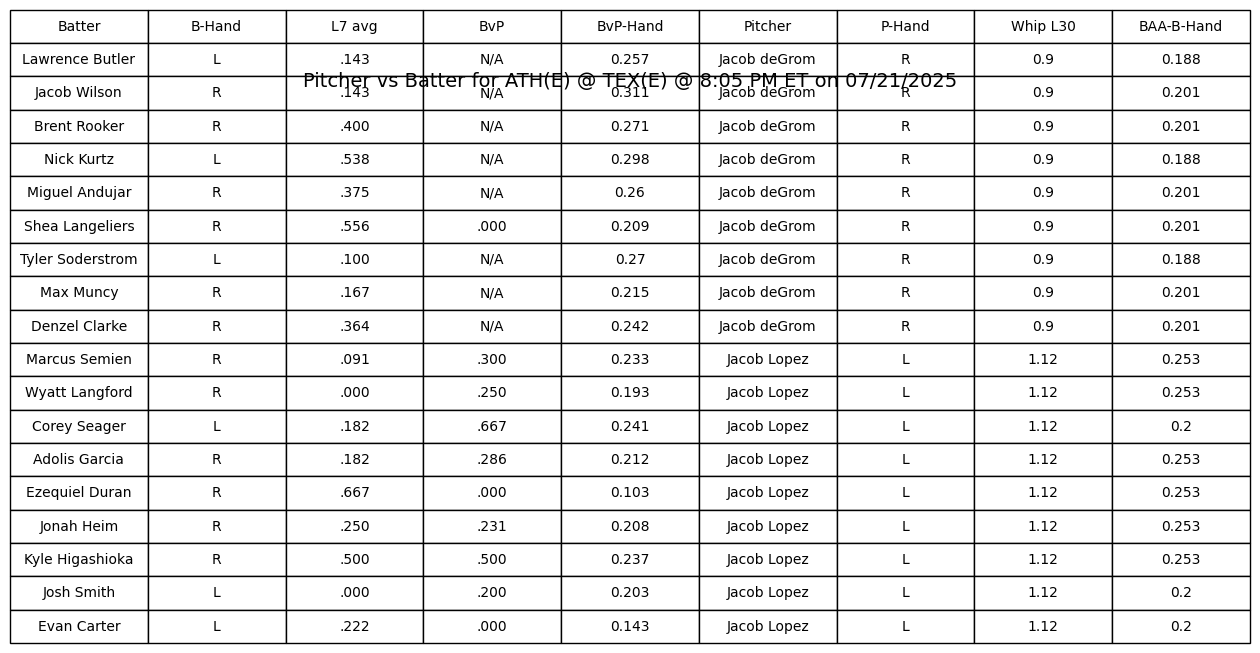 Batter B-Hand L7 avg BvP BvP-Hand Pitcher P-Hand Whip L30 BAA-B-Hand
Lawrence Butler L .143 N/A 0.257 Jacob deGrom R 0.9 0.188
Pitcher vs Batter for ATH(E) @ TEX(E) @ 8:05 PM ET on 07/21/2025
Jacob Wilson R .143 N/A 0.311 Jacob deGrom R 0.9 0.201
Brent Rooker R .400 N/A 0.271 Jacob deGrom R 0.9 0.201
Nick Kurtz L .538 N/A 0.298 Jacob deGrom R 0.9 0.188
Miguel Andujar R .375 N/A 0.26 Jacob deGrom R 0.9 0.201
Shea Langeliers R .556 .000 0.209 Jacob deGrom R 0.9 0.201
Tyler Soderstrom L .100 N/A 0.27 Jacob deGrom R 0.9 0.188
Max Muncy R .167 N/A 0.215 Jacob deGrom R 0.9 0.201
Denzel Clarke R .364 N/A 0.242 Jacob deGrom R 0.9 0.201
Marcus Semien R .091 .300 0.233 Jacob Lopez L 1.12 0.253
Wyatt Langford R .000 .250 0.193 Jacob Lopez L 1.12 0.253
Corey Seager L .182 .667 0.241 Jacob Lopez L 1.12 0.2
Adolis Garcia R .182 .286 0.212 Jacob Lopez L 1.12 0.253
Ezequiel Duran R .667 .000 0.103 Jacob Lopez L 1.12 0.253
Jonah Heim R .250 .231 0.208 Jacob Lopez L 1.12 0.253
Kyle Higashioka R .500 .500 0.237 Jacob Lopez L 1.12 0.253
Josh Smith L .000 .200 0.203 Jacob Lopez L 1.12 0.2
Evan Carter L .222 .000 0.143 Jacob Lopez L 1.12 0.2